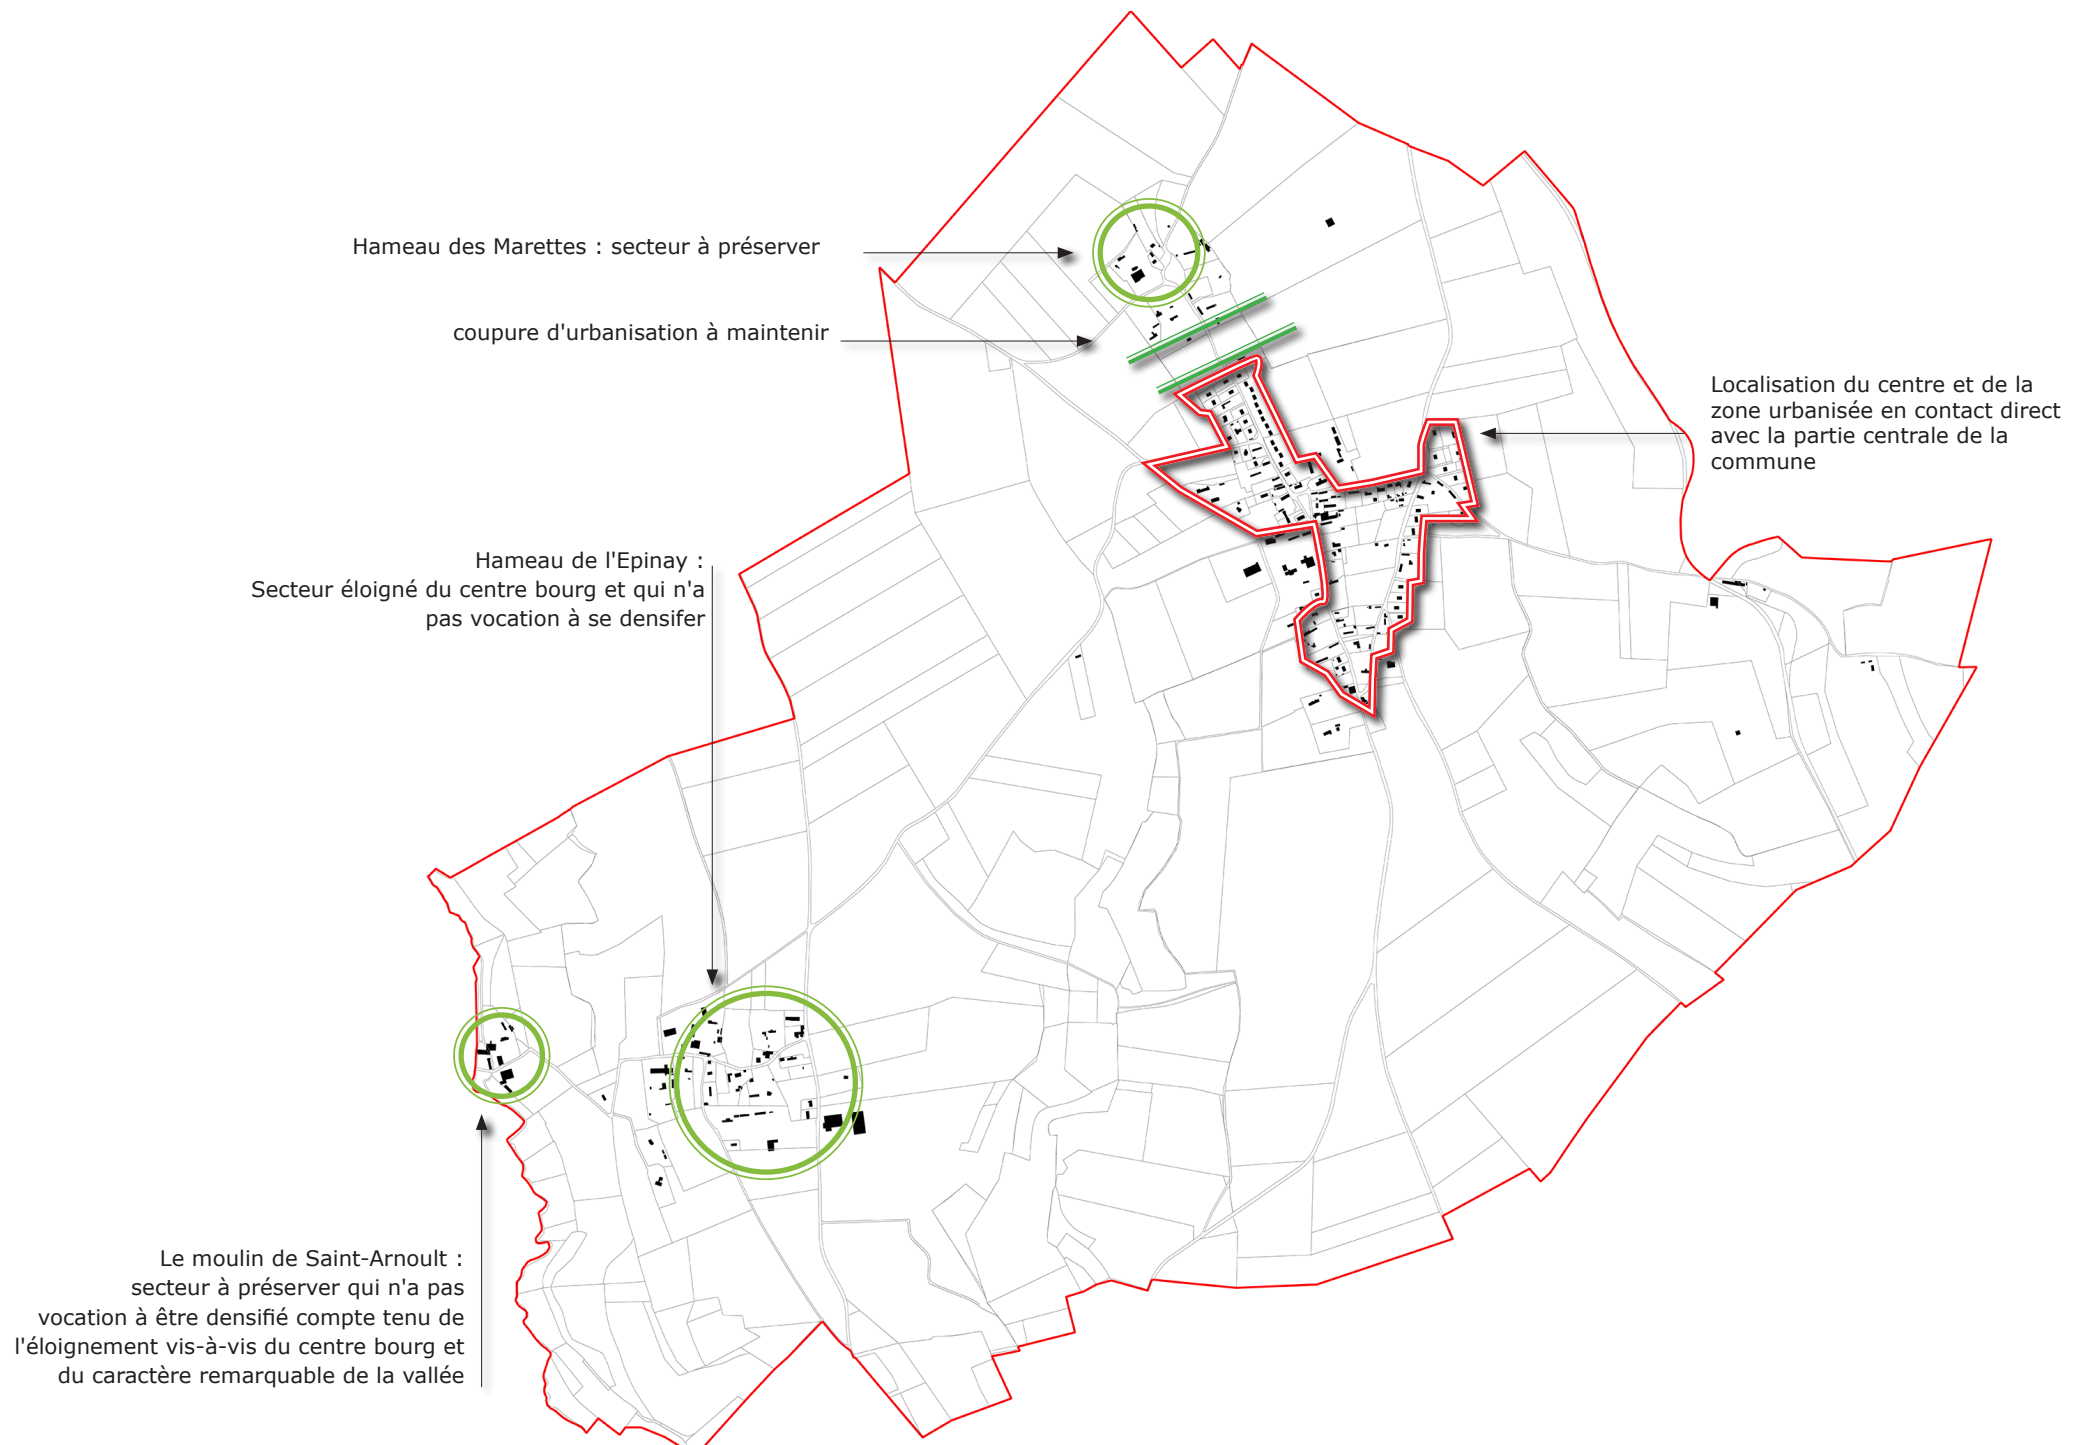 Hameau des Marettes : secteur à préserver
coupure d'urbanisation à maintenir
Localisation du centre et de la
zone urbanisée en contact direct
avec la partie centrale de la
commune
Hameau de l'Epinay :
Secteur éloigné du centre bourg et qui n'a
pas vocation à se densifer
Le moulin de Saint-Arnoult :
secteur à préserver qui n'a pas
vocation à être densifié compte tenu de
l'éloignement vis-à-vis du centre bourg et
du caractère remarquable de la vallée